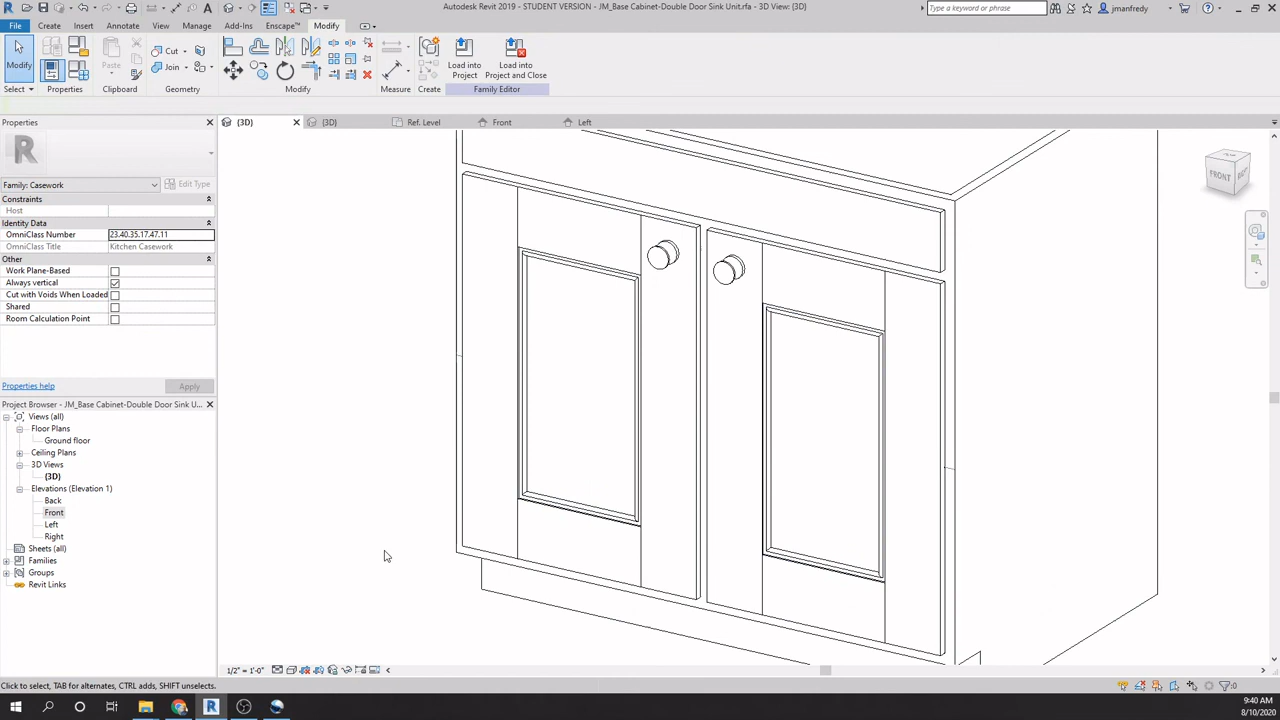 Autodesk Revit 2019 - STUDENT VERSION - JM_Base Cabinet-Double Door Sink Unit.rfa - 3D View: {3D}
Type a keyword or phrase
jmanfredy
File
Create
Insert
Annotate
View
Manage
Add-Ins
Enscape™
Modify
Modify
Paste
Cut
Join
Load into
Project
Load into
Project and Close
Select
Properties
Clipboard
Geometry
Modify
Measure
Create
Family Editor
Properties
{3D}
{3D}
Ref. Level
Front
Left
R
Family: Casework
Edit Type
Constraints
Host
Identity Data
OmniClass Number
23.40.35.17.47.11
OmniClass Title
Kitchen Casework
Other
Work Plane-Based
Always vertical
Cut with Voids When Loaded
Shared
Room Calculation Point
Properties help
Apply
Project Browser - JM_Base Cabinet-Double Door Sink U...
Views (all)
Floor Plans
Ground floor
Ceiling Plans
3D Views
{3D}
Elevations (Elevation 1)
Back
Front
Left
Right
Sheets (all)
Families
Groups
Revit Links
FRONT
1/2" = 1'-0"
Click to select, TAB for alternates, CTRL adds, SHIFT unselects.
:0
9:40 AM
8/10/2020